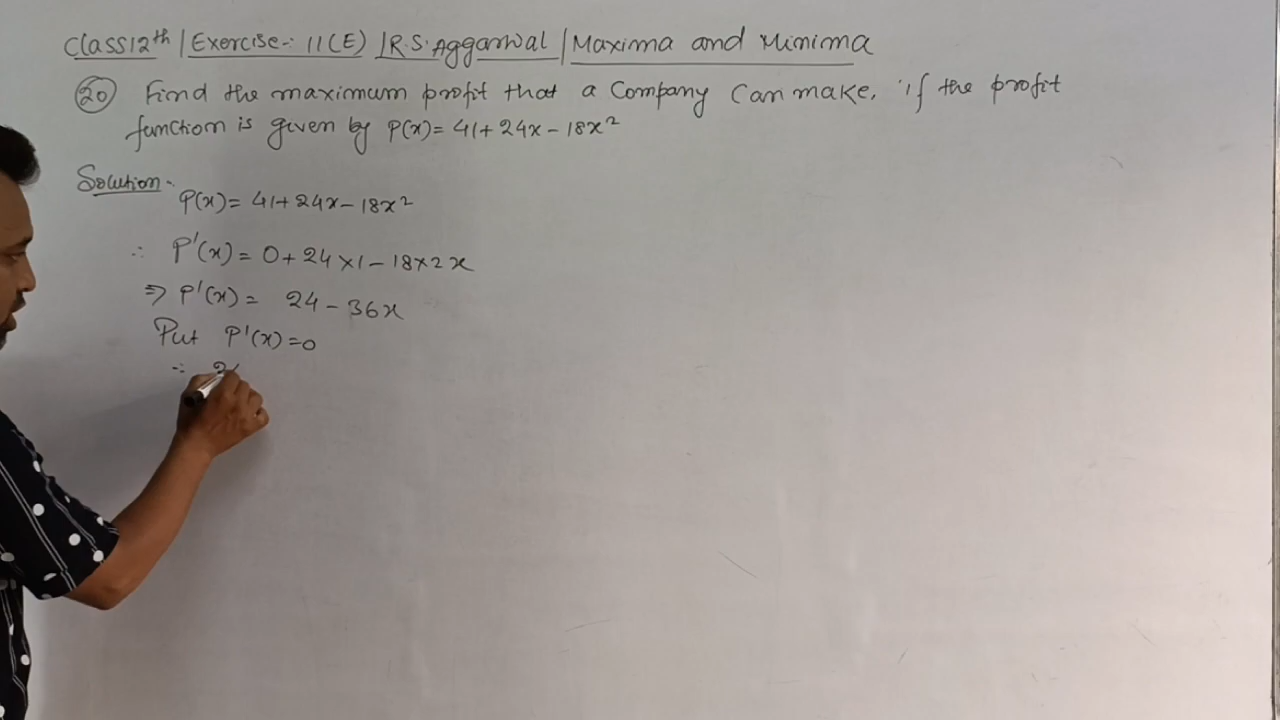 Class 12th | Exercise-: 11(E) | R.S. Aggarwal | Maxima and Minima
20 Find the maximum profit that a Company Can make, if the profit
function is given by P(x) = 41 + 24x - 18x²
Solution-
P(x) = 41 + 24x - 18x²
∴ P'(x) = 0 + 24 × 1 - 18 × 2x
⇒ P'(x) = 24 - 36x
Put P'(x) = 0
∴